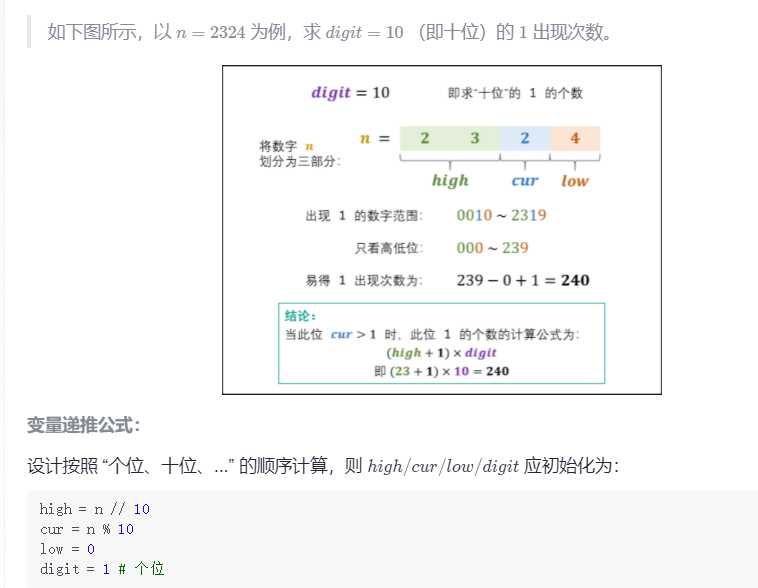 如下图所示，以 n = 2324 为例，求 digit = 10 （即十位）的 1 出现次数。
digit = 10 即求"十位"的 1 的个数
将数字 n
划分为三部分：
n = 2 3 2 4
high cur low
出现 1 的数字范围： 0010 ~ 2319
只看高低位： 000 ~ 239
易得 1 出现次数为： 239 − 0 + 1 = 240
结论：
当此位 cur > 1 时，此位 1 的个数的计算公式为：
(high + 1) × digit
即 (23 + 1) × 10 = 240
变量递推公式：
设计按照 “个位、十位、...” 的顺序计算，则 high/cur/low/digit 应初始化为：
high = n // 10
cur = n % 10
low = 0
digit = 1 # 个位